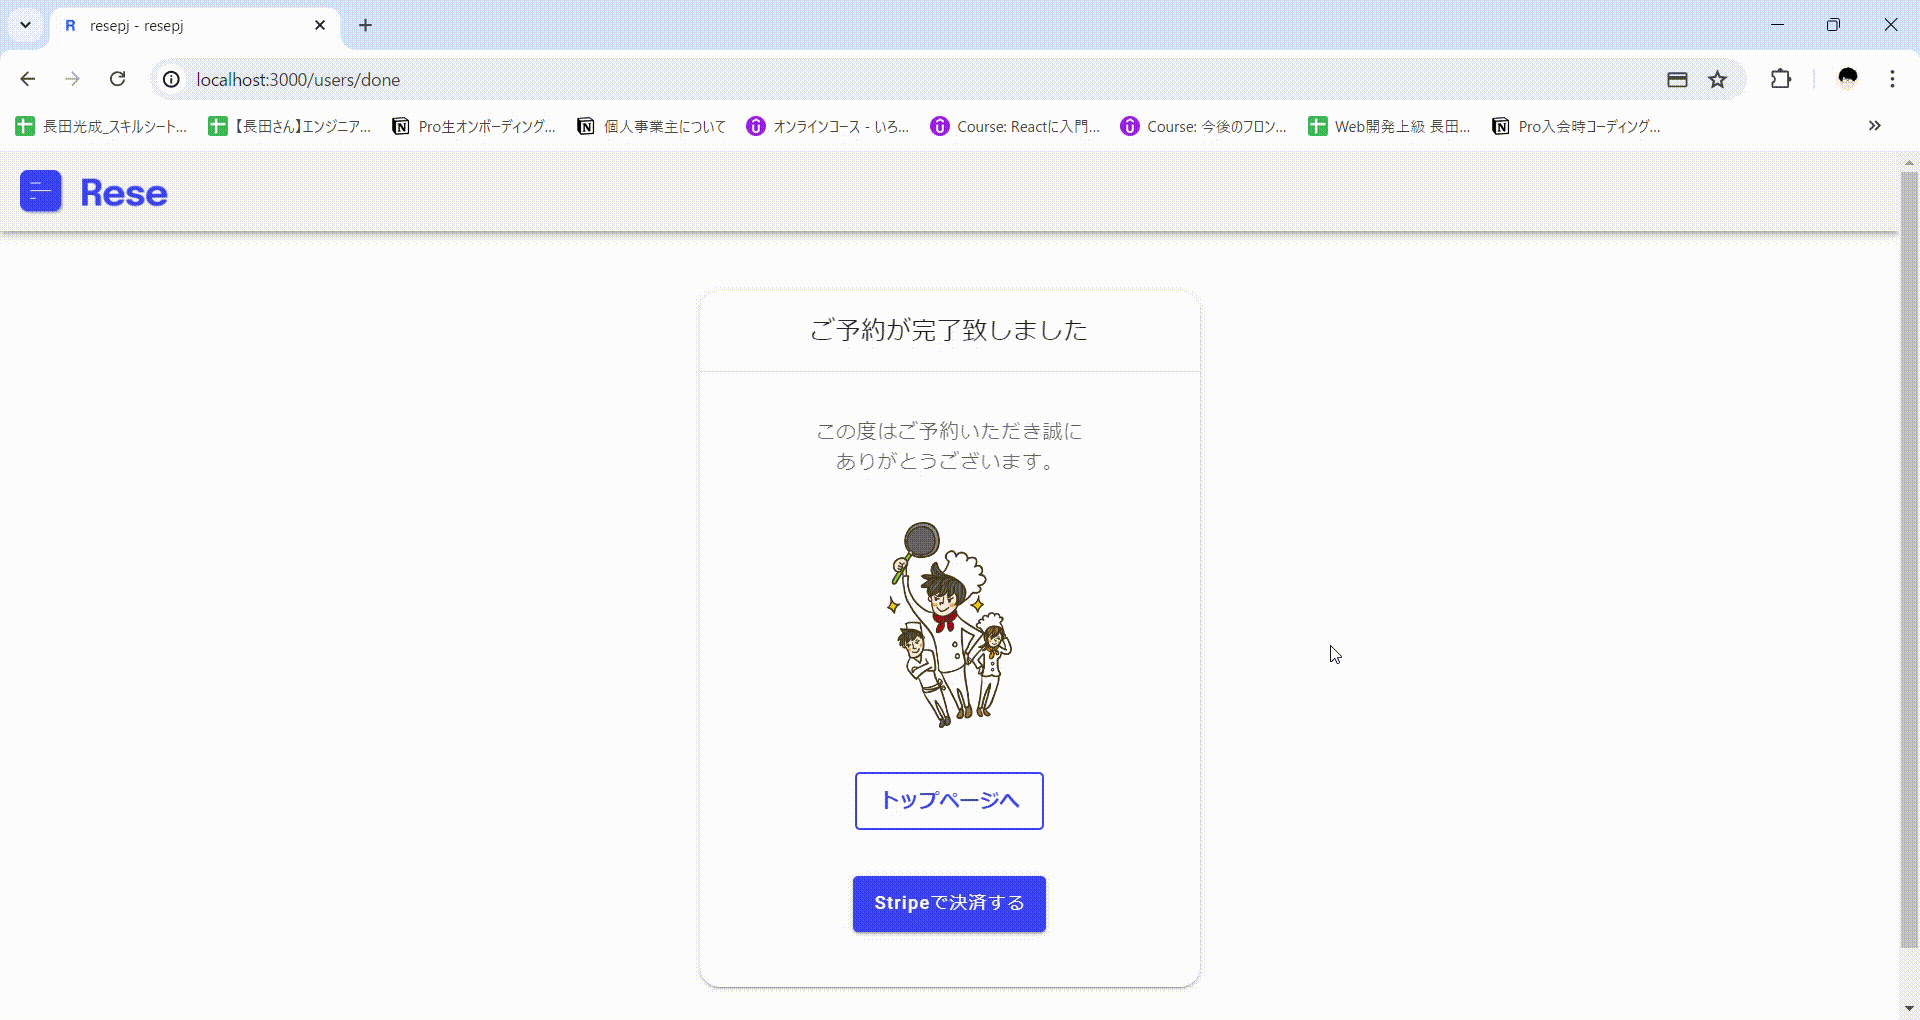 resepj - resepj
localhost:3000/users/done
長田光成_スキルシート...
【長田さん】エンジニア...
Pro生オンボーディング...
個人事業主について
オンラインコース - いろ...
Course: Reactに入門...
Course: 今後のフロン...
Web開発上級 長田...
Pro入会時コーディング...
Rese
ご予約が完了致しました
この度はご予約いただき誠に
ありがとうございます。
トップページへ
Stripeで決済する